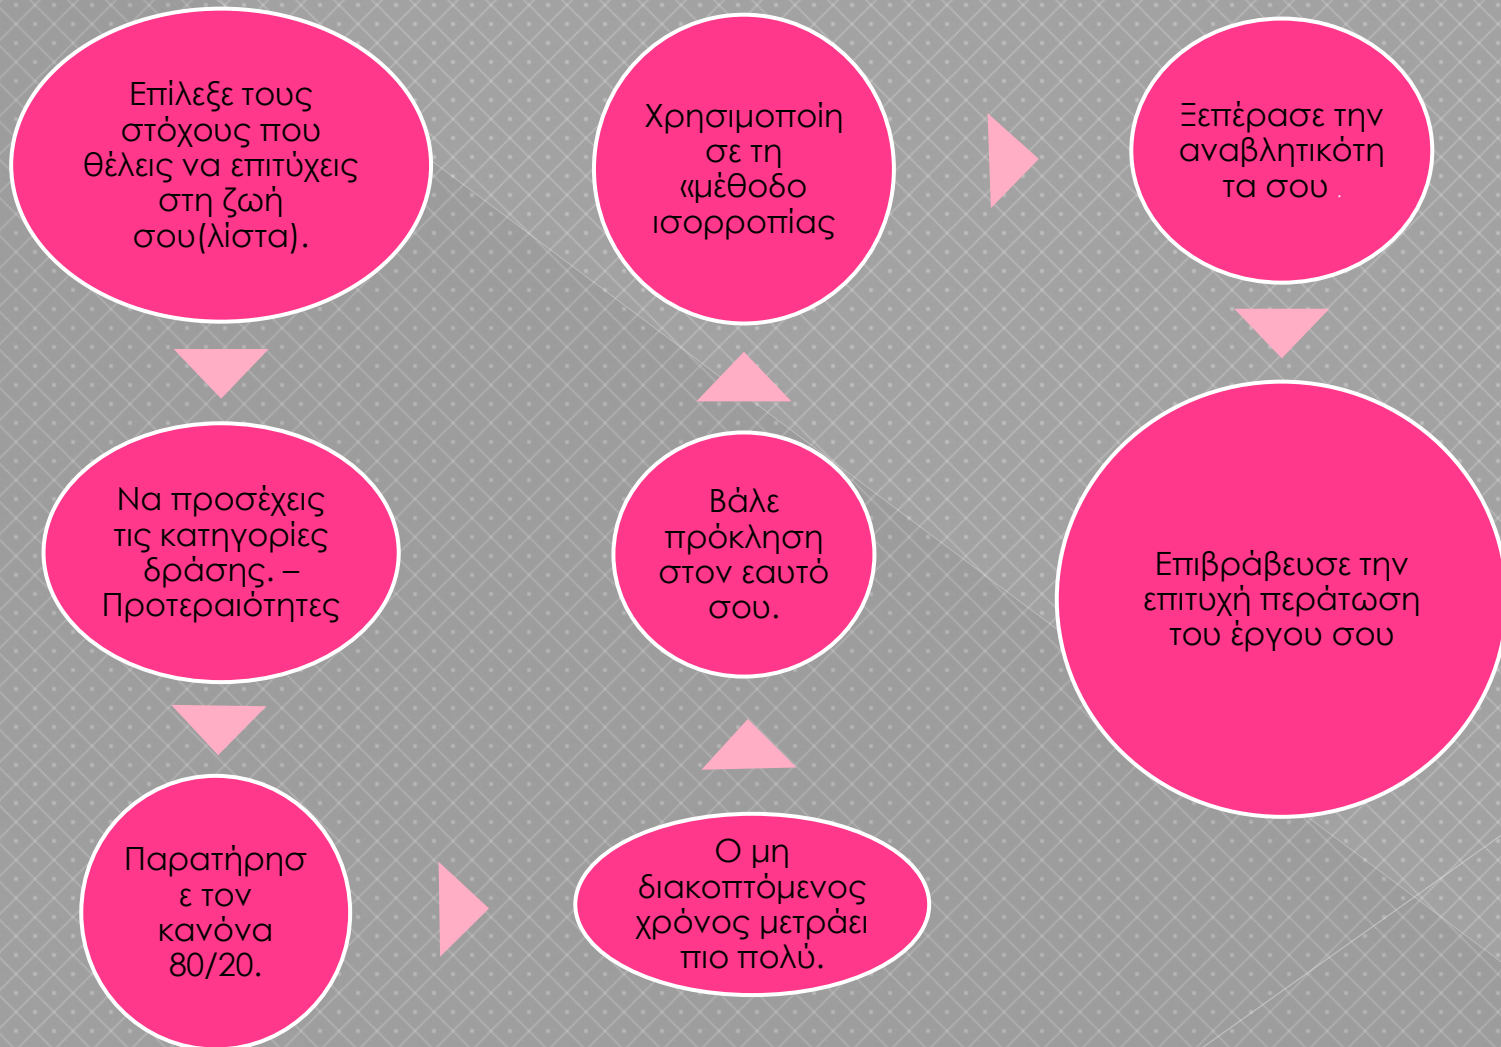 Επίλεξε τους
στόχους που
θέλεις να επιτύχεις
στη ζωή
σου(λίστα).
Να προσέχεις
τις κατηγορίες
δράσης. –
Προτεραιότητες
Παρατήρησ
ε τον
κανόνα
80/20.
Ο μη
διακοπτόμενος
χρόνος μετράει
πιο πολύ.
Βάλε
πρόκληση
στον εαυτό
σου.
Χρησιμοποίη
σε τη
«μέθοδο
ισορροπίας
Ξεπέρασε την
αναβλητικότη
τα σου .
Επιβράβευσε την
επιτυχή περάτωση
του έργου σου